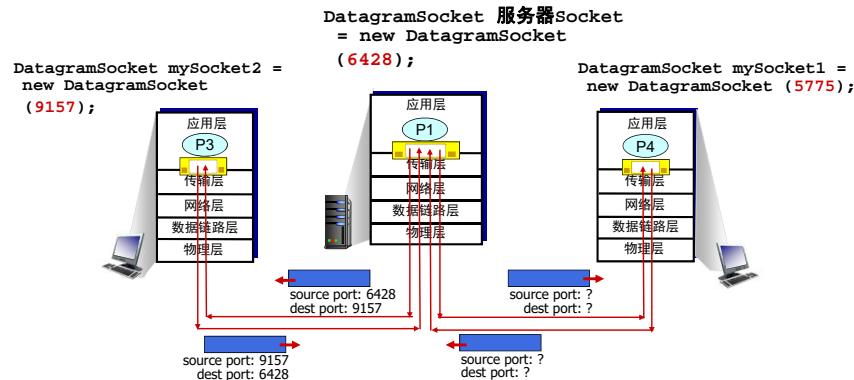 DatagramSocket 服务器Socket
= new DatagramSocket
(6428);
DatagramSocket mySocket2 =
new DatagramSocket
(9157);
DatagramSocket mySocket1 =
new DatagramSocket (5775);
应用层
P3
传输层
网络层
数据链路层
物理层
应用层
P1
传输层
网络层
数据链路层
物理层
应用层
P4
传输层
网络层
数据链路层
物理层
source port: 6428
dest port: 9157
source port: ?
dest port: ?
source port: 9157
dest port: 6428
source port: ?
dest port: ?